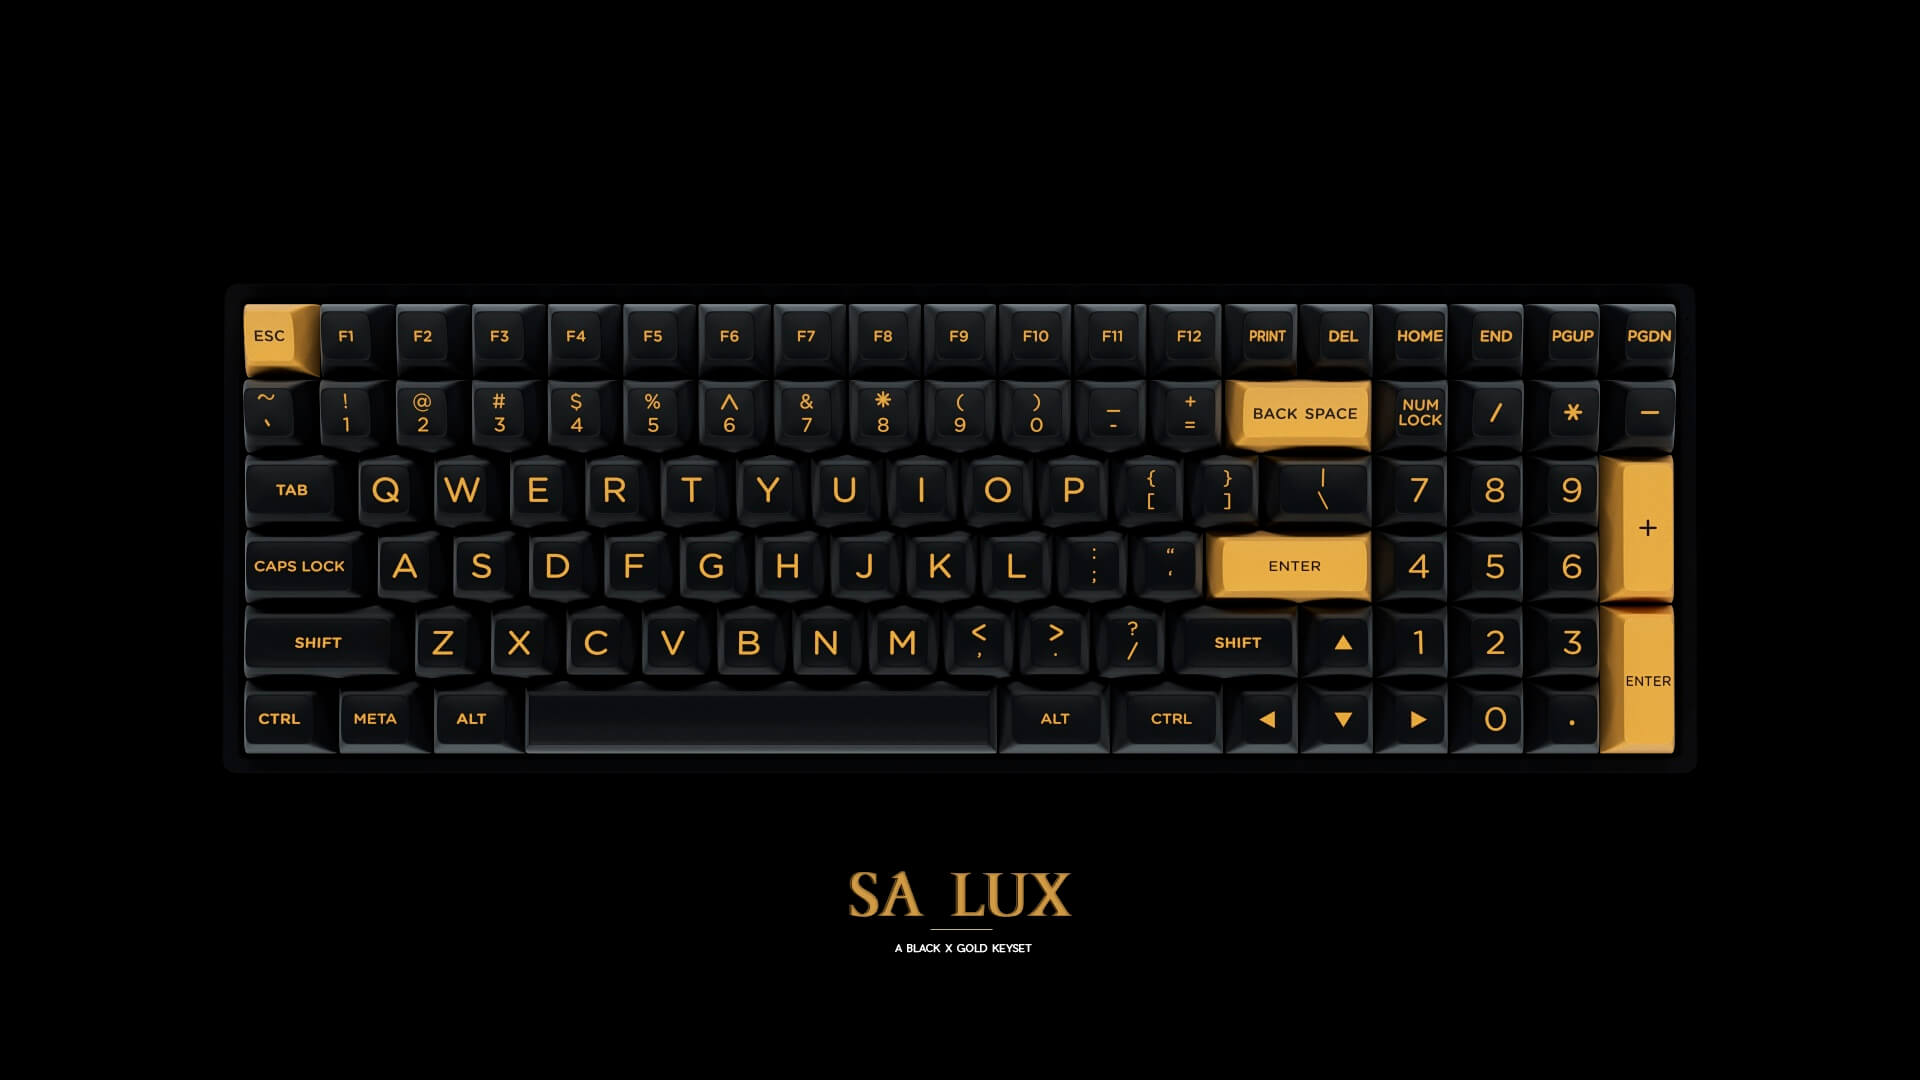 ESC F1 F2 F3 F4 F5 F6 F7 F8 F9 F10 F11 F12 PRINT DEL HOME END PGUP PGDN
~ ! @ # $ % ^ & * ( ) _ + BACK SPACE NUM LOCK / * −
` 1 2 3 4 5 6 7 8 9 0 - =
TAB Q W E R T Y U I O P { [ } ] | \ 7 8 9 +
CAPS LOCK A S D F G H J K L : ; “ ‘ ENTER 4 5 6
SHIFT Z X C V B N M < , > . ? / SHIFT ▲ 1 2 3 ENTER
CTRL META ALT ALT CTRL ◀ ▼ ▶ 0 .
SA LUX
A BLACK X GOLD KEYSET